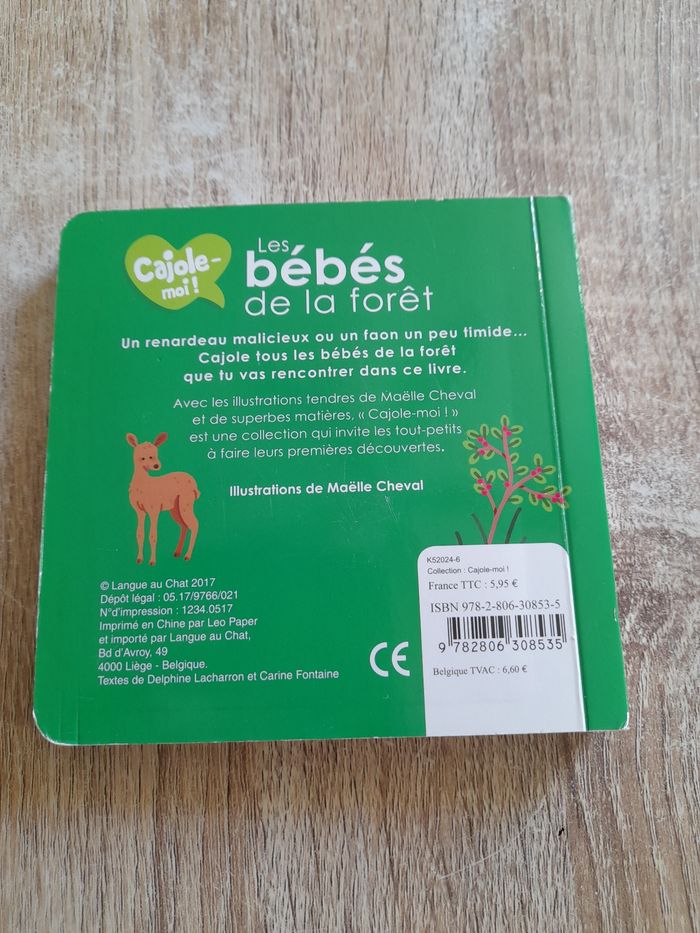 Cajole-
moi !
Les
bébés
de la forêt
Un renardeau malicieux ou un faon un peu timide...
Cajole tous les bébés de la forêt
que tu vas rencontrer dans ce livre.
Avec les illustrations tendres de Maëlle Cheval
et de superbes matières, « Cajole-moi ! »
est une collection qui invite les tout-petits
à faire leurs premières découvertes.
Illustrations de Maëlle Cheval
© Langue au Chat 2017
Dépôt légal : 05.17/9766/021
N°d'impression : 1234.0517
Imprimé en Chine par Leo Paper
et importé par Langue au Chat,
Bd d'Avroy, 49
4000 Liège - Belgique.
Textes de Delphine Lacharron et Carine Fontaine
CE
K52024-6
Collection : Cajole-moi !
France TTC : 5,95 €
ISBN 978-2-806-30853-5
9 782806 308535
Belgique TVAC : 6,60 €